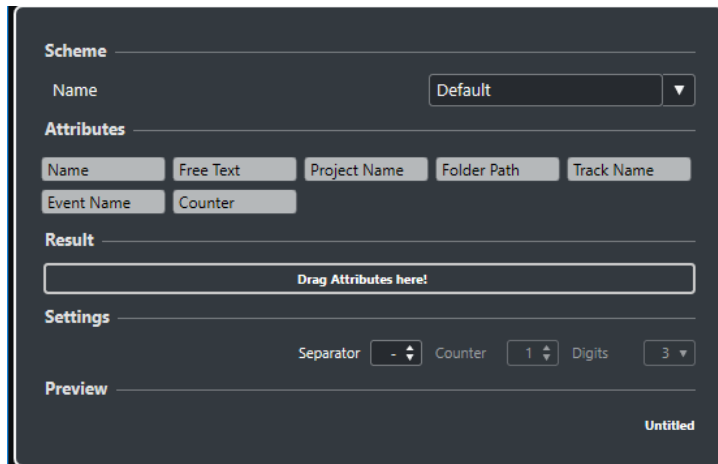 Scheme
Name Default
Attributes
Name Free Text Project Name Folder Path Track Name
Event Name Counter
Result
Drag Attributes here!
Settings
Separator - Counter 1 Digits 3
Preview
Untitled